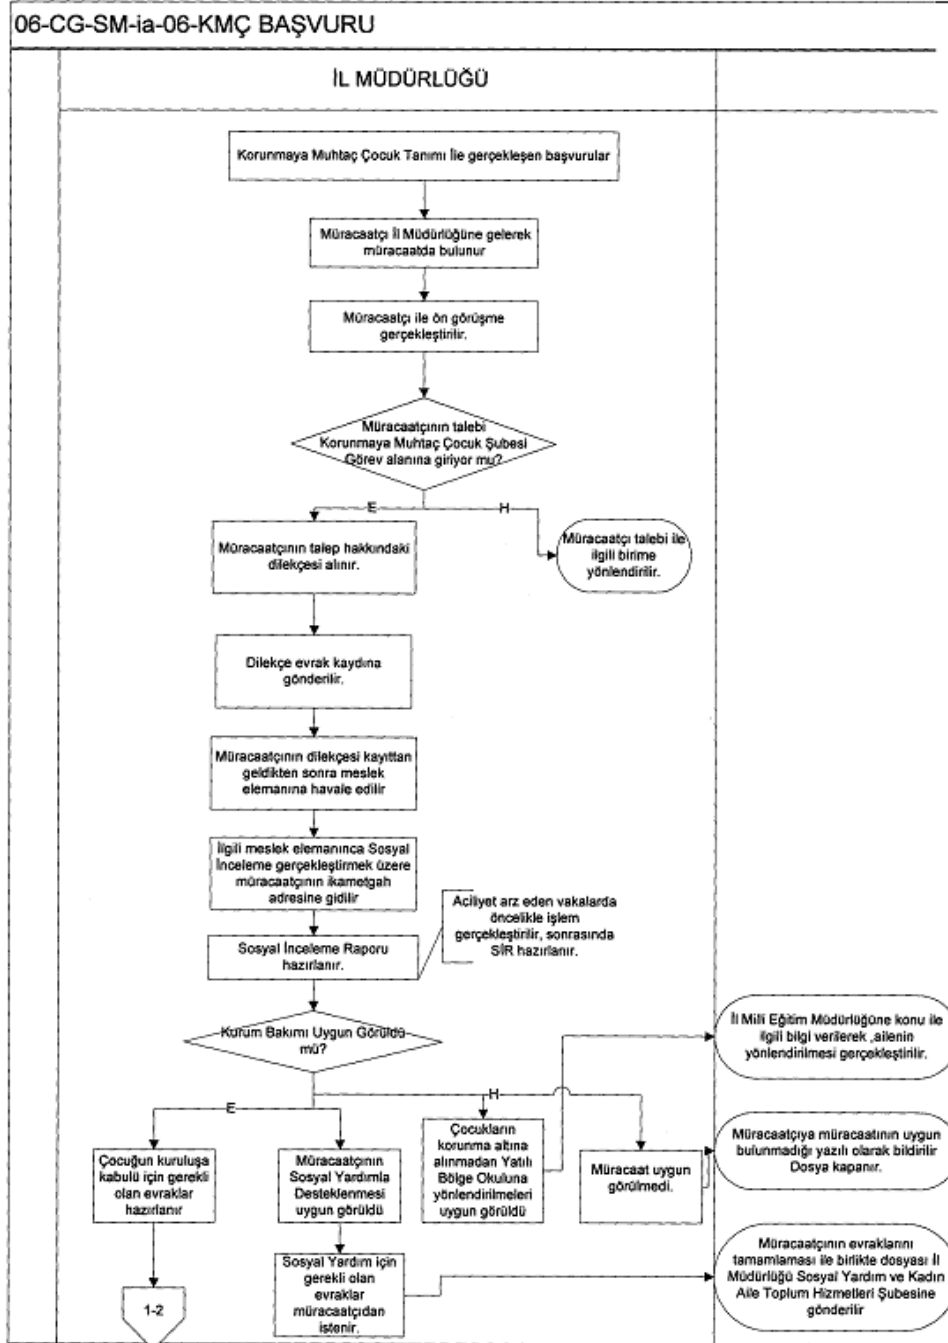 06-CG-SM-ia-06-KMÇ BAŞVURU
İL MÜDÜRLÜĞÜ
Korunmaya Muhtaç Çocuk Tanımı İle gerçekleşen başvurular
Müracaatçı İl Müdürlüğüne gelerek
müracaatda bulunur
Müracaatçı ile ön görüşme
gerçekleştirilir.
Müracaatçının talebi
Korunmaya Muhtaç Çocuk Şubesi
Görev alanına giriyor mu?
E
H
Müracaatçının talep hakkındaki
dilekçesi alınır.
Müracaatçı talebi ile
ilgili birime
yönlendirilir.
Dilekçe evrak kaydına
gönderilir.
Müracaatçının dilekçesi kayıttan
geldikten sonra meslek
elemanına havale edilir
İlgili meslek elemanınca Sosyal
İnceleme gerçekleştirmek üzere
müracaatçının ikametgah
adresine gidilir
Aciliyet arz eden vakalarda
öncelikle işlem
gerçekleştirilir, sonrasında
SİR hazırlanır.
Sosyal İnceleme Raporu
hazırlanır.
Kurum Bakımı Uygun Görüldü
mü?
İl Milli Eğitim Müdürlüğüne konu ile
ilgili bilgi verilerek ,ailenin
yönlendirilmesi gerçekleştirilir.
E
H
Çocuğun kuruluşa
kabulü için gerekli
olan evraklar
hazırlanır
Müracaatçının
Sosyal Yardımla
Desteklenmesi
uygun görüldü
Çocukların
korunma altına
alınmadan Yatılı
Bölge Okuluna
yönlendirilmeleri
uygun görüldü
Müracaat uygun
görülmedi.
Müracaatçıya müracaatının uygun
bulunmadığı yazılı olarak bildirilir
Dosya kapanır.
Sosyal Yardım için
gerekli olan
evraklar
müracaatçıdan
istenir.
Müracaatçının evraklarını
tamamlaması ile birlikte dosyası İl
Müdürlüğü Sosyal Yardım ve Kadın
Aile Toplum Hizmetleri Şubesine
gönderilir
1-2